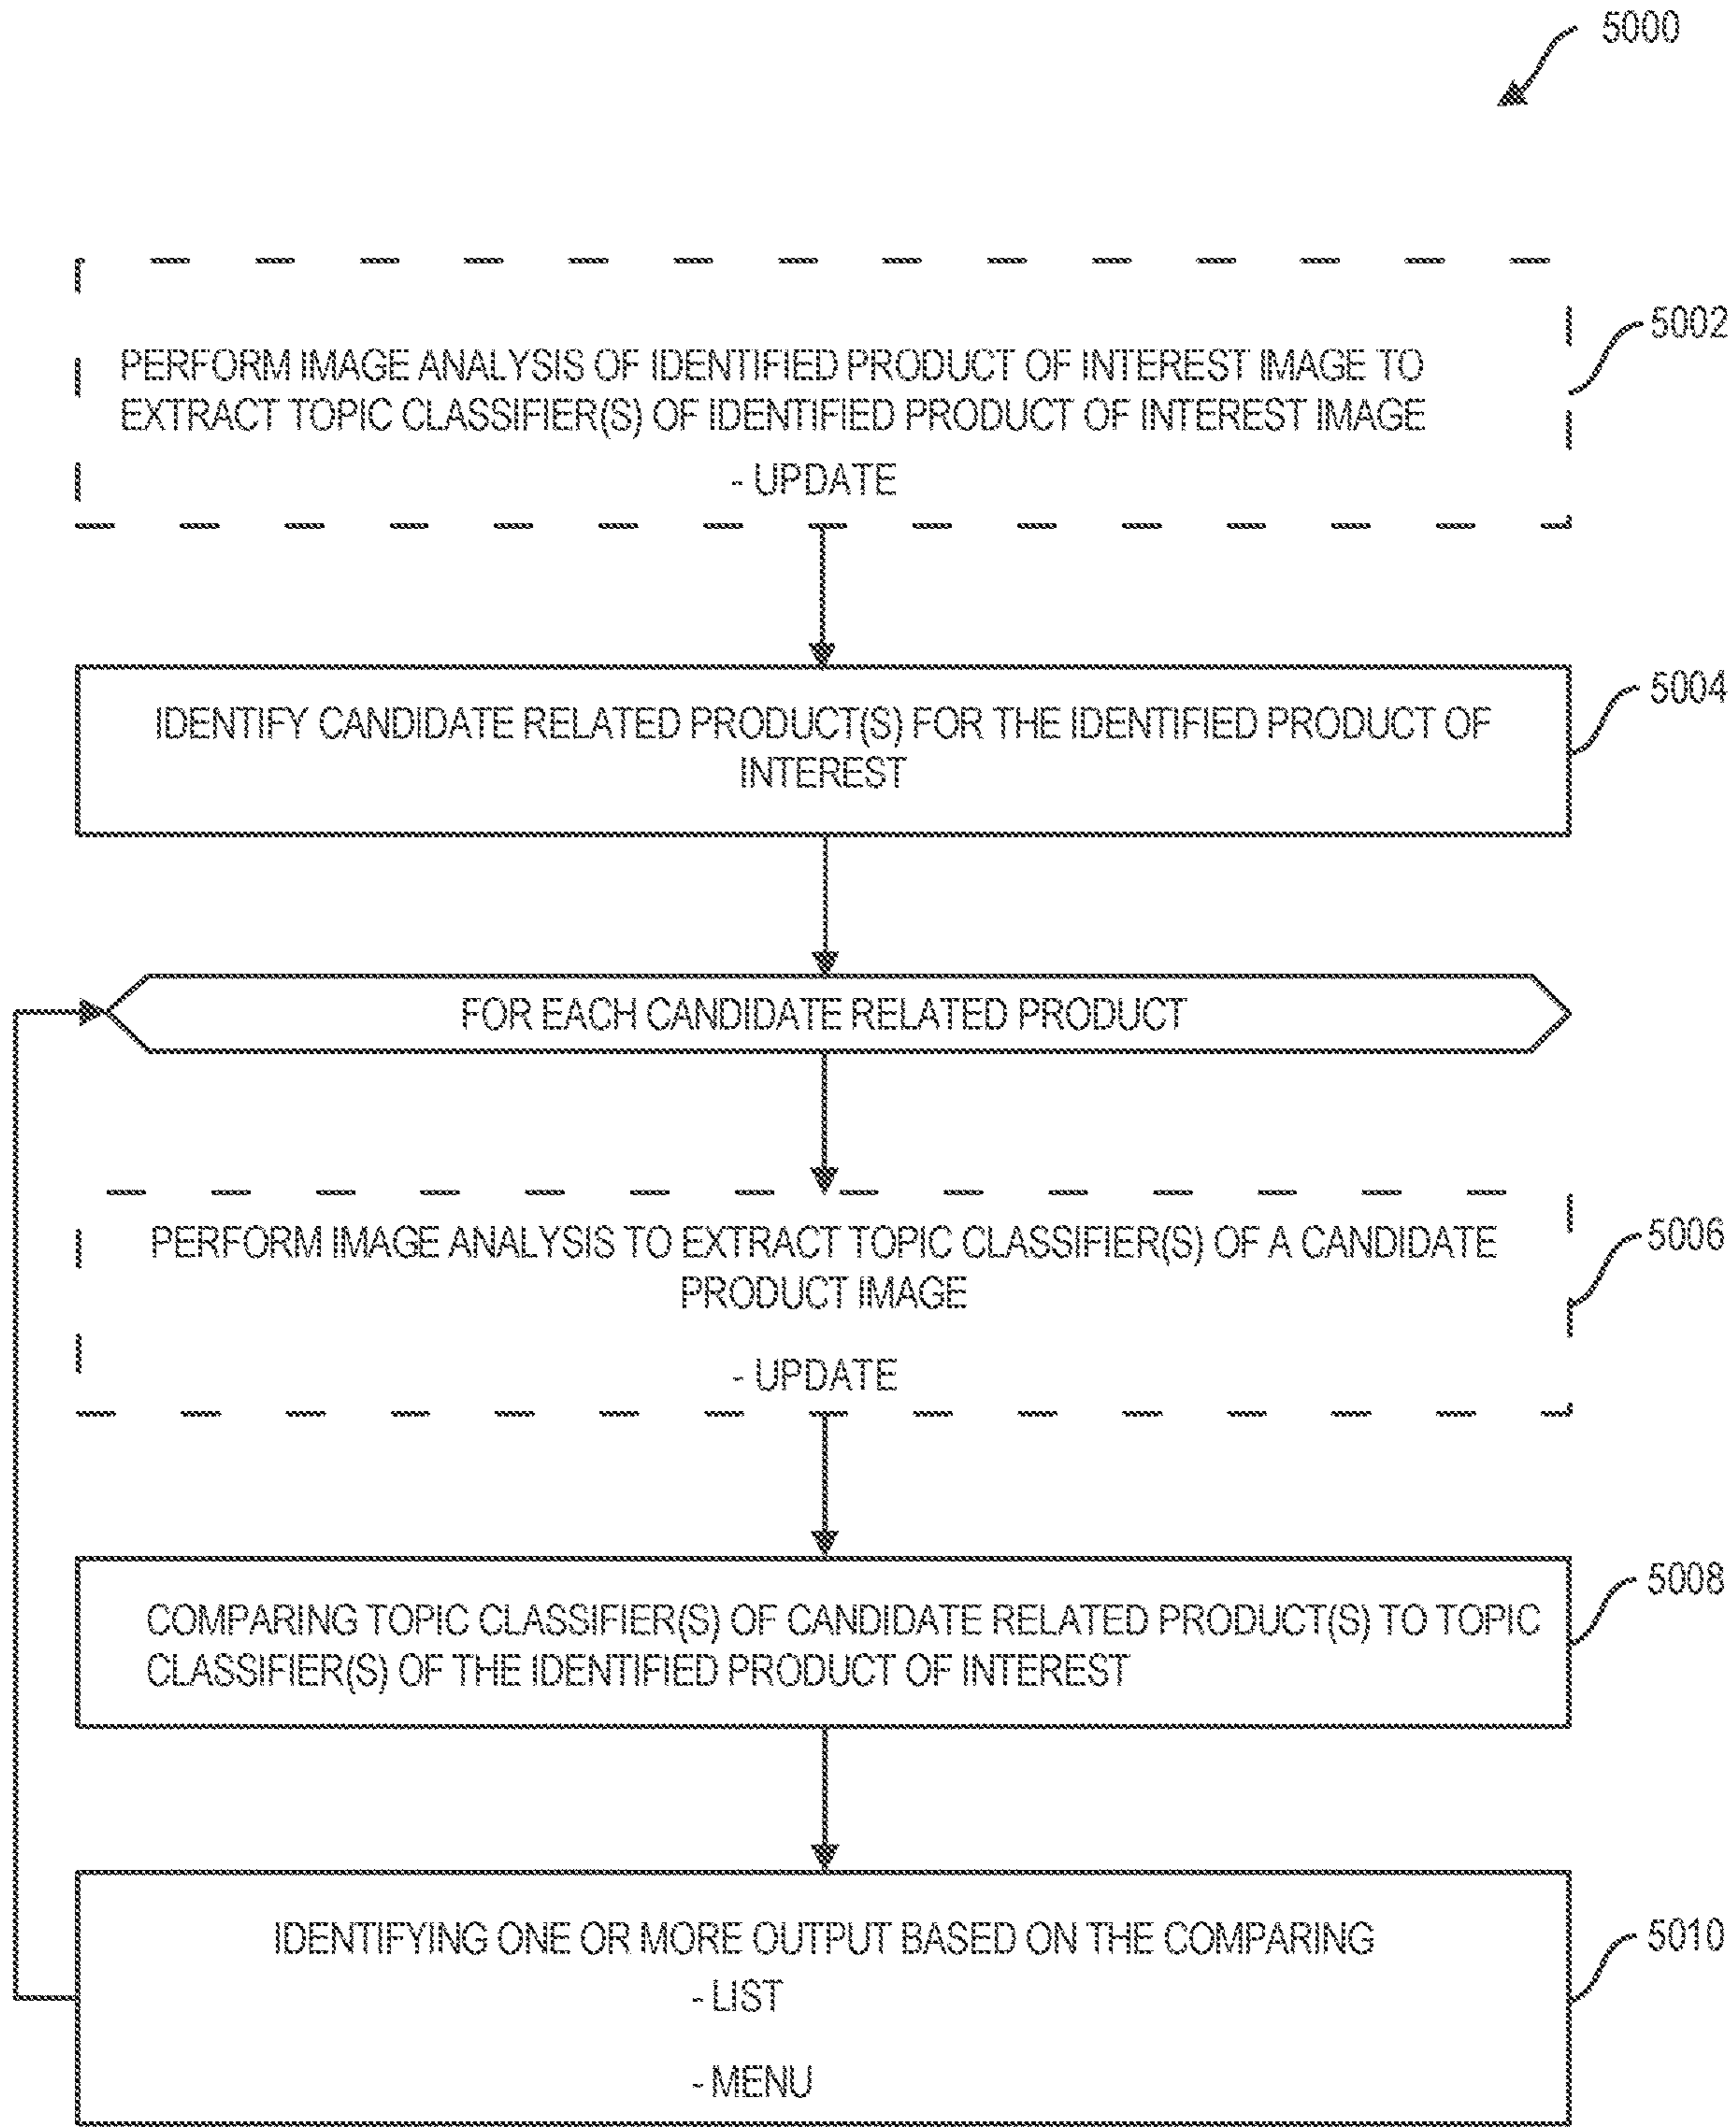 5000
5002
PERFORM IMAGE ANALYSIS OF IDENTIFIED PRODUCT OF INTEREST IMAGE TO
EXTRACT TOPIC CLASSIFIER(S) OF IDENTIFIED PRODUCT OF INTEREST IMAGE
- UPDATE
5004
IDENTIFY CANDIDATE RELATED PRODUCT(S) FOR THE IDENTIFIED PRODUCT OF
INTEREST
FOR EACH CANDIDATE RELATED PRODUCT
5006
PERFORM IMAGE ANALYSIS TO EXTRACT TOPIC CLASSIFIER(S) OF A CANDIDATE
PRODUCT IMAGE
- UPDATE
5008
COMPARING TOPIC CLASSIFIER(S) OF CANDIDATE RELATED PRODUCT(S) TO TOPIC
CLASSIFIER(S) OF THE IDENTIFIED PRODUCT OF INTEREST
5010
IDENTIFYING ONE OR MORE OUTPUT BASED ON THE COMPARING
- LIST
- MENU